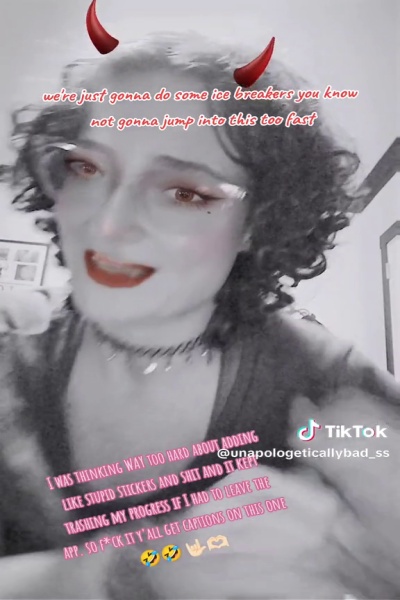 we're just gonna do some ice breakers you know
not gonna jump into this too fast
TikTok
@unapologeticallybad_ss
I was thinking Way too hard about adding
like stupid stickers and shit and it kept
trashing my progress if I had to leave the
app. so f*ck it y'all get captions on this one
🤣🤣 🤟🏻🫶🏻